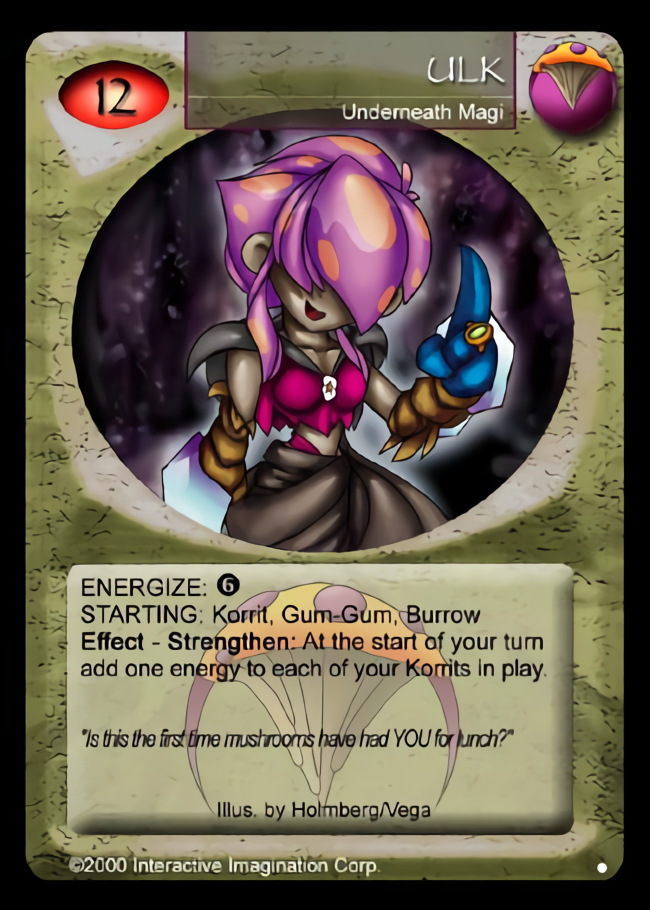 12
ULK
Underneath Magi
ENERGIZE: 6
STARTING: Korrit, Gum-Gum, Burrow
Effect - Strengthen: At the start of your turn
add one energy to each of your Korrits in play.
"Is this the first time mushrooms have had YOU for lunch?"
Illus. by Holmberg/Vega
©2000 Interactive Imagination Corp.